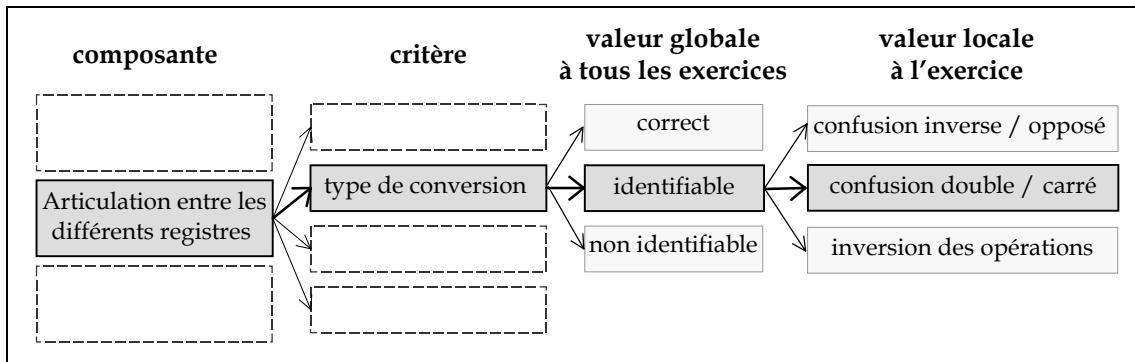 composante
critère
valeur globale
à tous les exercices
valeur locale
à l'exercice
Articulation entre les
différents registres
type de conversion
correct
identifiable
non identifiable
confusion inverse / opposé
confusion double / carré
inversion des opérations